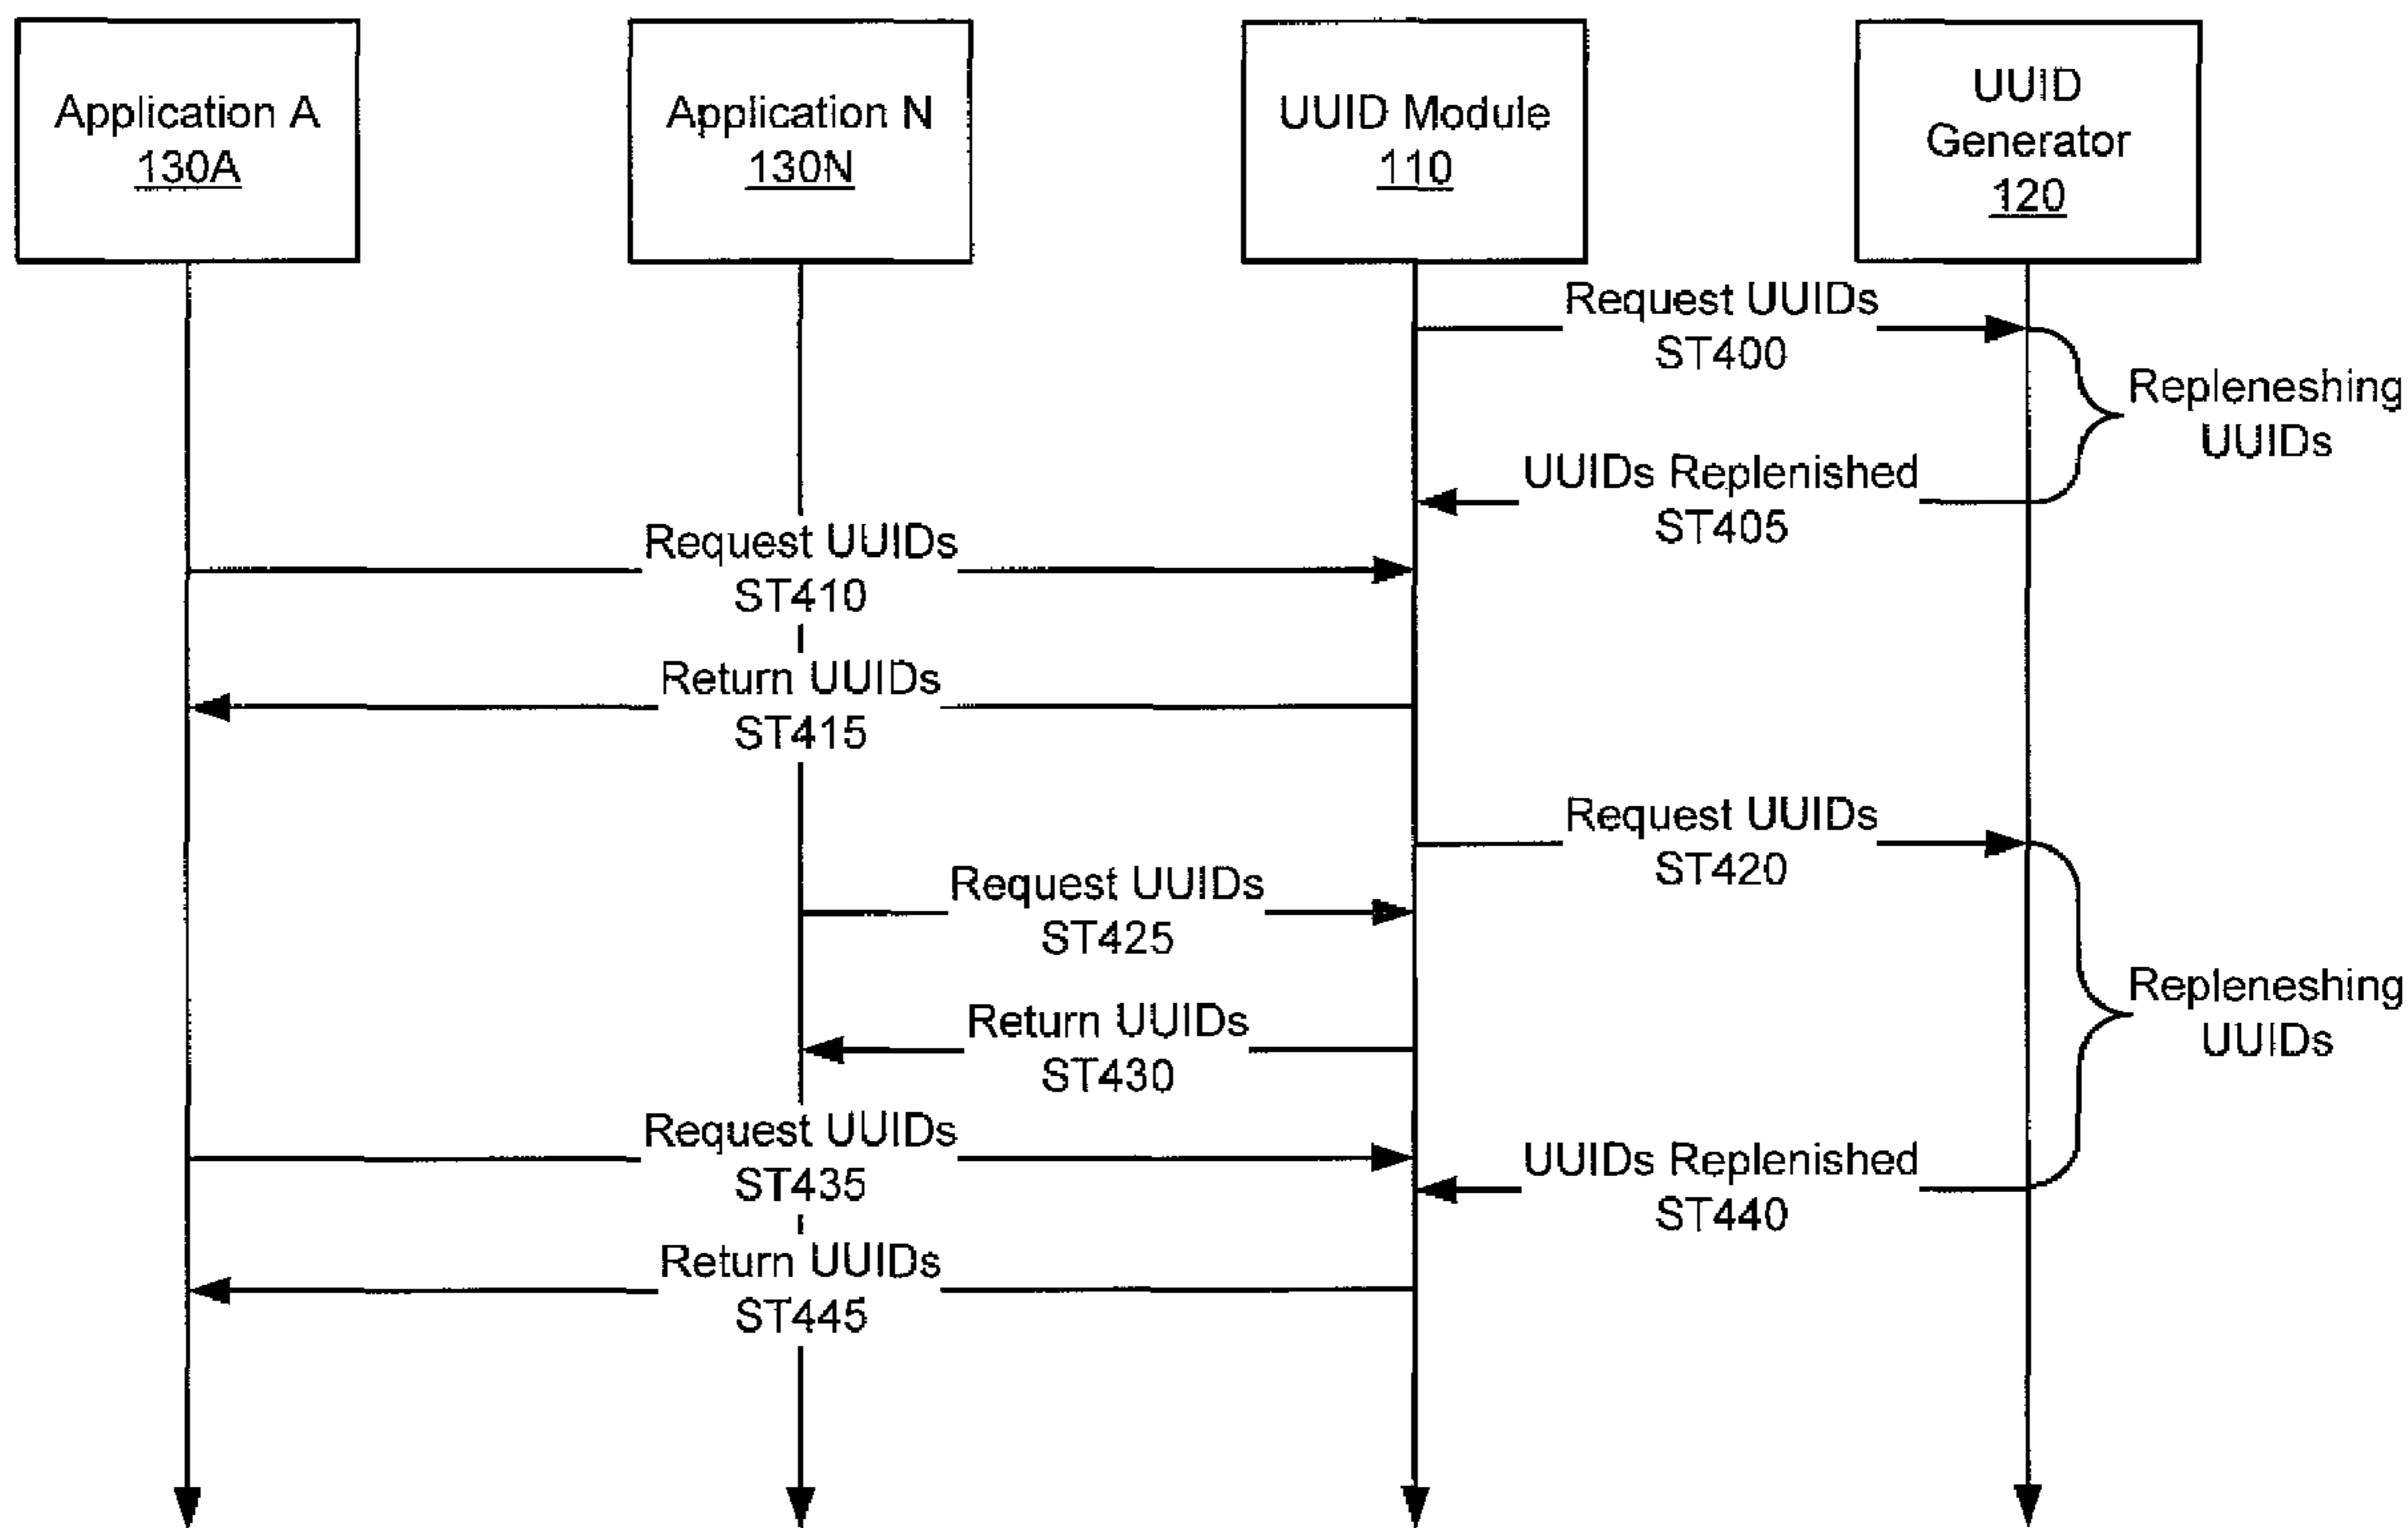 Application A
130A
Application N
130N
UUID Module
110
UUID
Generator
120
Request UUIDs
ST400
Repleneshing
UUIDs
UUIDs Replenished
ST405
Request UUIDs
ST410
Return UUIDs
ST415
Request UUIDs
ST420
Request UUIDs
ST425
Repleneshing
UUIDs
Return UUIDs
ST430
Request UUIDs
ST435
UUIDs Replenished
ST440
Return UUIDs
ST445